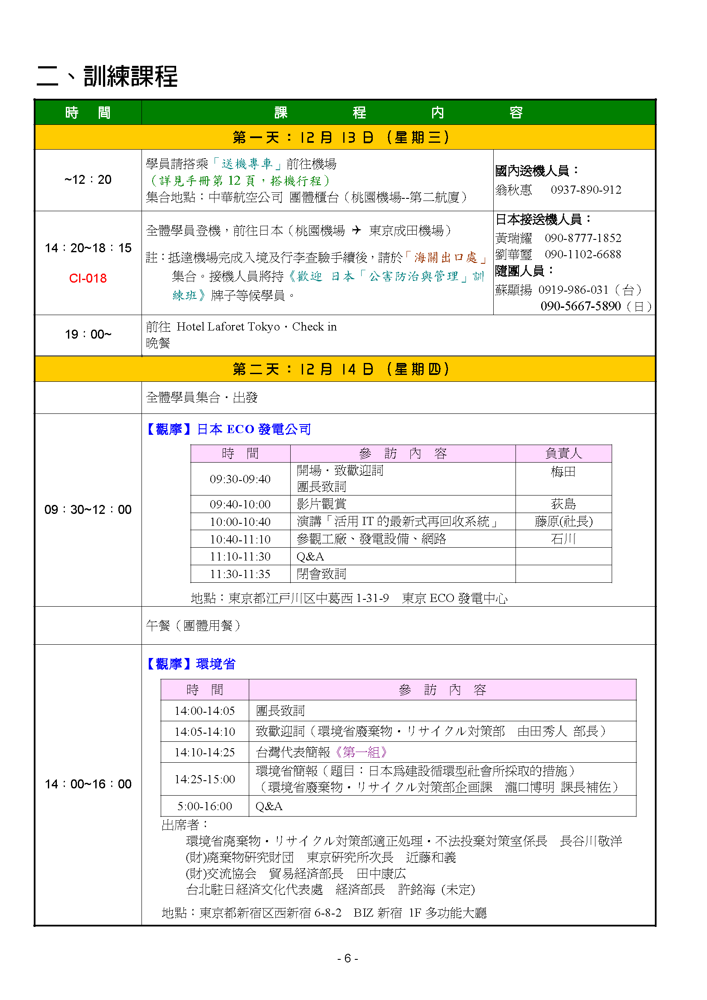 二、訓練課程
時 間 課 程 內 容
第一天：12月13日（星期三）
~12：20
學員請搭乘「送機專車」前往機場
（詳見手冊第 12 頁，搭機行程）
集合地點：中華航空公司 團體櫃台（桃園機場--第二航廈）
國內送機人員：
翁秋惠 0937-890-912
14：20~18：15
CI-018
全體學員登機，前往日本（桃園機場 ✈ 東京成田機場）
註：抵達機場完成入境及行李查驗手續後，請於「海關出口處」
集合。接機人員將持《歡迎 日本「公害防治與管理」訓
練班》牌子等候學員。
日本接送機人員：
黃瑞耀 090-8777-1852
劉華璽 090-1102-6688
隨團人員：
蘇顯揚 0919-986-031（台）
090-5667-5890（日）
19：00~
前往 Hotel Laforet Tokyo．Check in
晚餐
第二天：12月14日（星期四）
全體學員集合．出發
09：30~12：00
【觀摩】日本 ECO 發電公司
時 間 參 訪 內 容 負責人
09:30-09:40 開場．致歡迎詞 梅田
團長致詞
09:40-10:00 影片觀賞 荻島
10:00-10:40 演講「活用 IT 的最新式再回收系統」 藤原(社長)
10:40-11:10 參觀工廠、發電設備、網路 石川
11:10-11:30 Q&A
11:30-11:35 閉會致詞
地點：東京都江戸川区中葛西 1-31-9 東京 ECO 發電中心
午餐（團體用餐）
14：00~16：00
【觀摩】環境省
時 間 參 訪 內 容
14:00-14:05 團長致詞
14:05-14:10 致歡迎詞（環境省廢棄物・リサイクル対策部 由田秀人 部長）
14:10-14:25 台灣代表簡報《第一組》
14:25-15:00 環境省簡報（題目：日本為建設循環型社會所採取的措施）
（環境省廢棄物・リサイクル対策部企画課 瀧口博明 課長補佐）
5:00-16:00 Q&A
出席者：
環境省廃棄物・リサイクル対策部適正処理・不法投棄対策室係長 長谷川敬洋
(財)廃棄物研究財団 東京研究所次長 近藤和義
(財)交流協会 貿易経済部長 田中康広
台北駐日経済文化代表處 経済部長 許銘海 (未定)
地點：東京都新宿区西新宿 6-8-2 BIZ 新宿 1F 多功能大廳
- 6 -